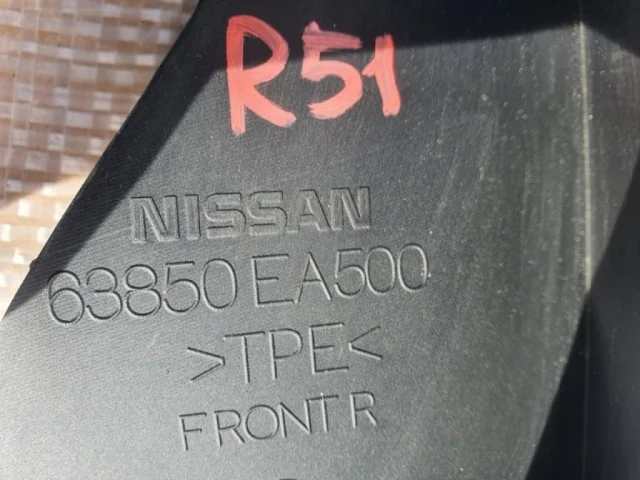 R51
NISSAN
63850 EA500
>TPE<
FRONT R